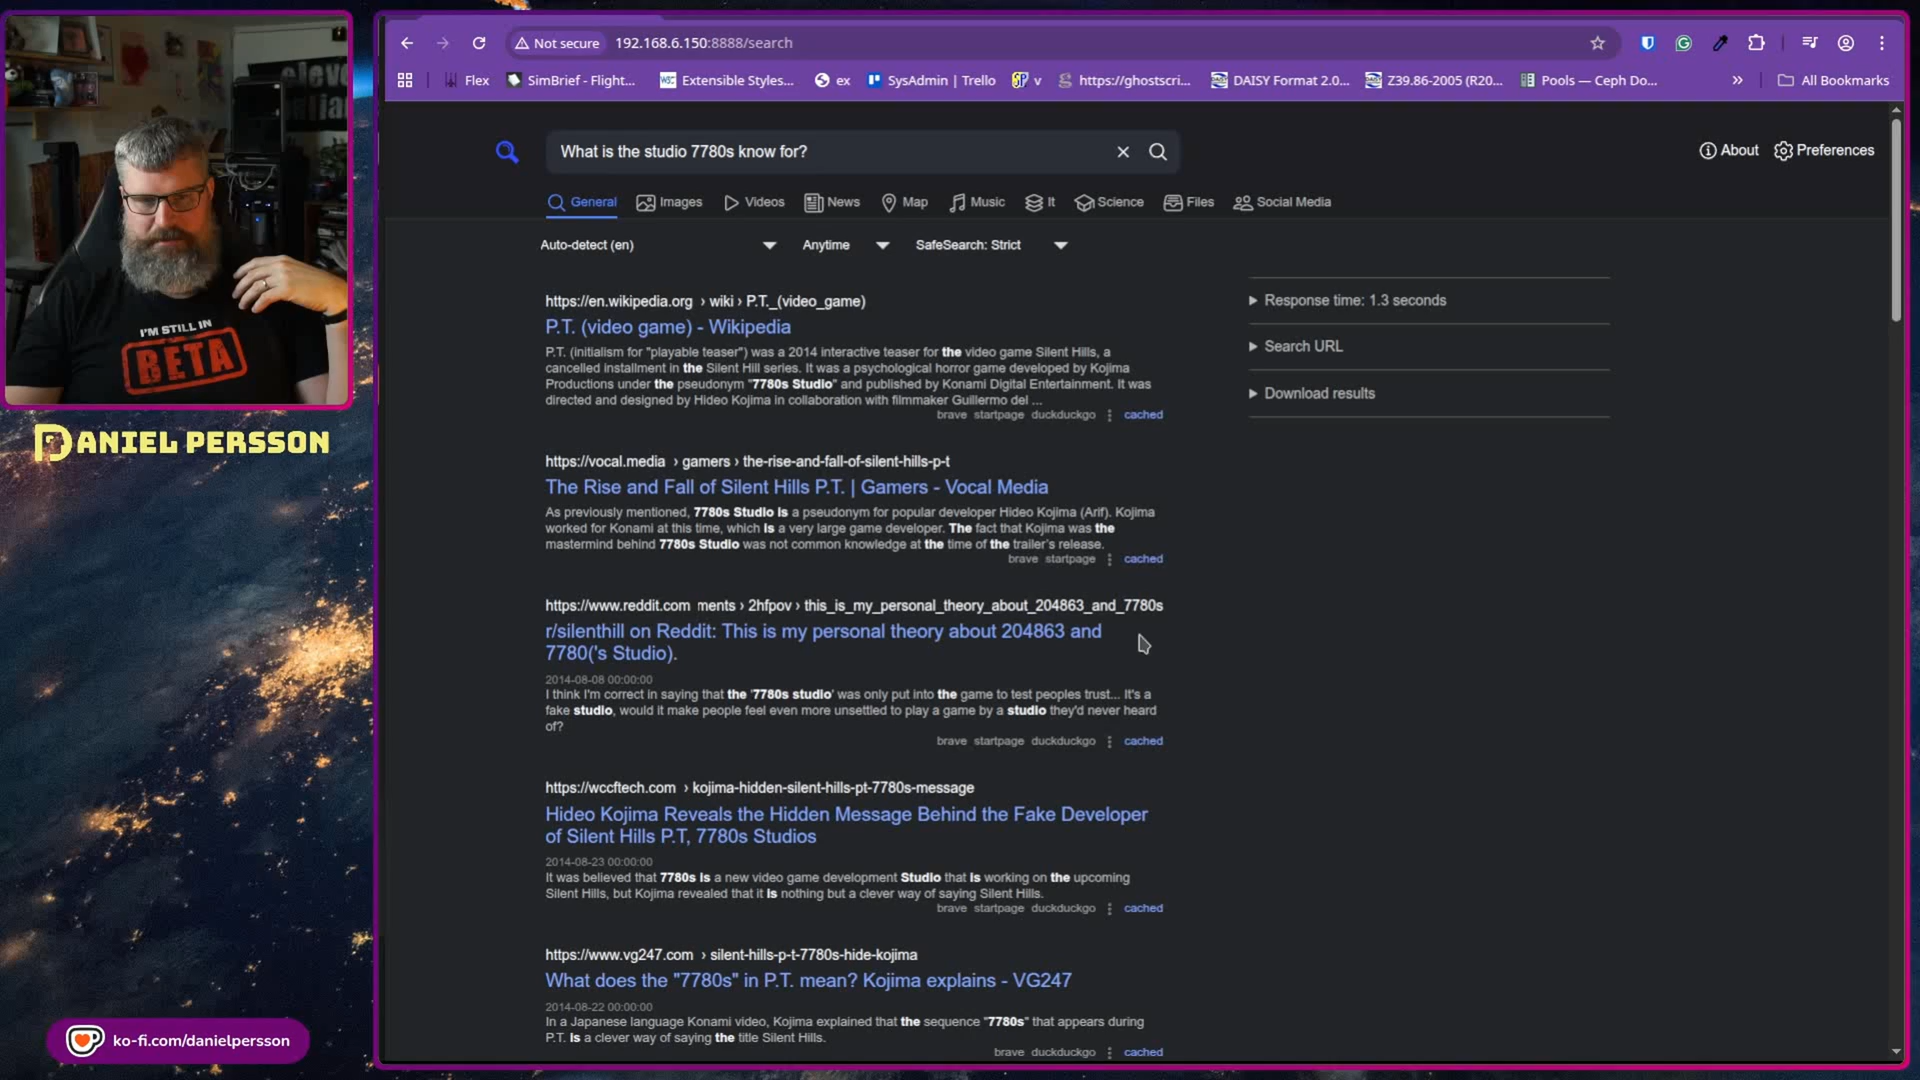 Not secure
192.168.6.150:8888/search
Flex
SimBrief - Flight...
Extensible Styles...
ex
SysAdmin | Trello
v
https://ghostscri...
DAISY Format 2.0...
Z39.86-2005 (R20...
Pools — Ceph Do...
»
All Bookmarks
What is the studio 7780s know for?
About
Preferences
General
Images
Videos
News
Map
Music
It
Science
Files
Social Media
Auto-detect (en)
Anytime
SafeSearch: Strict
https://en.wikipedia.org › wiki › P.T._(video_game)
P.T. (video game) - Wikipedia
P.T. (initialism for "playable teaser") was a 2014 interactive teaser for the video game Silent Hills, a
cancelled installment in the Silent Hill series. It was a psychological horror game developed by Kojima
Productions under the pseudonym "7780s Studio" and published by Konami Digital Entertainment. It was
directed and designed by Hideo Kojima in collaboration with filmmaker Guillermo del ...
brave startpage duckduckgo cached
https://vocal.media › gamers › the-rise-and-fall-of-silent-hills-p-t
The Rise and Fall of Silent Hills P.T. | Gamers - Vocal Media
As previously mentioned, 7780s Studio is a pseudonym for popular developer Hideo Kojima (Arif). Kojima
worked for Konami at this time, which is a very large game developer. The fact that Kojima was the
mastermind behind 7780s Studio was not common knowledge at the time of the trailer's release.
brave startpage cached
https://www.reddit.com ments › 2hfpov › this_is_my_personal_theory_about_204863_and_7780s
r/silenthill on Reddit: This is my personal theory about 204863 and
7780('s Studio).
2014-08-08 00:00:00
I think I'm correct in saying that the '7780s studio' was only put into the game to test peoples trust... It's a
fake studio, would it make people feel even more unsettled to play a game by a studio they'd never heard
of?
brave startpage duckduckgo cached
https://wccftech.com › kojima-hidden-silent-hills-pt-7780s-message
Hideo Kojima Reveals the Hidden Message Behind the Fake Developer
of Silent Hills P.T, 7780s Studios
2014-08-23 00:00:00
It was believed that 7780s is a new video game development Studio that is working on the upcoming
Silent Hills, but Kojima revealed that it is nothing but a clever way of saying Silent Hills.
brave startpage duckduckgo cached
https://www.vg247.com › silent-hills-p-t-7780s-hide-kojima
What does the "7780s" in P.T. mean? Kojima explains - VG247
2014-08-22 00:00:00
In a Japanese language Konami video, Kojima explained that the sequence "7780s" that appears during
P.T. is a clever way of saying the title Silent Hills.
brave duckduckgo cached
Response time: 1.3 seconds
Search URL
Download results
I'M STILL IN
BETA
DANIEL PERSSON
ko-fi.com/danielpersson